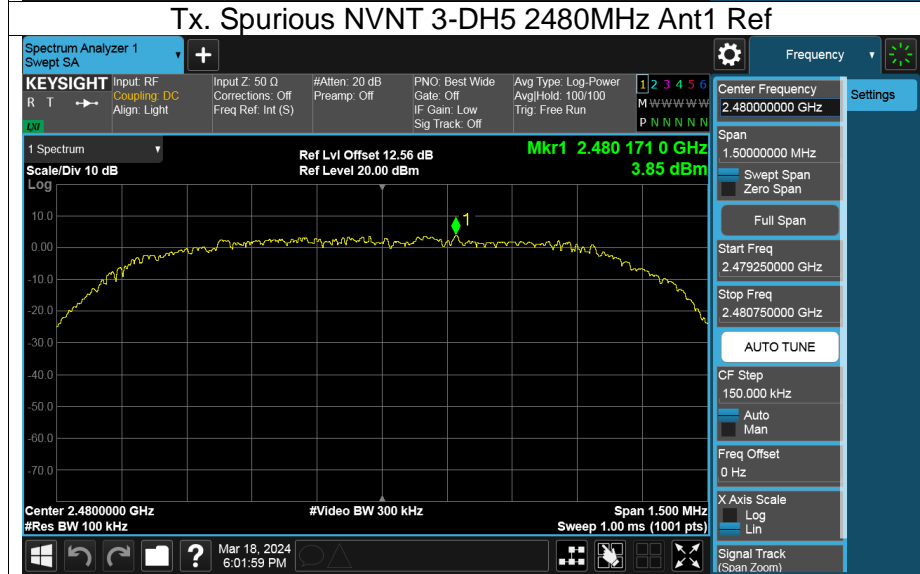 Tx. Spurious NVNT 3-DH5 2480MHz Ant1 Ref
Spectrum Analyzer 1
Swept SA
+
Frequency
KEYSIGHT
R T
LXI
Input: RF
Coupling: DC
Align: Light
Input Z: 50 Ω
Corrections: Off
Freq Ref: Int (S)
#Atten: 20 dB
Preamp: Off
PNO: Best Wide
Gate: Off
IF Gain: Low
Sig Track: Off
Avg Type: Log-Power
Avg|Hold: 100/100
Trig: Free Run
1 2 3 4 5 6
M W W W W W
P N N N N N
1 Spectrum
Scale/Div 10 dB
Log
Ref Lvl Offset 12.56 dB
Ref Level 20.00 dBm
Mkr1 2.480 171 0 GHz
3.85 dBm
10.0
0.00
-10.0
-20.0
-30.0
-40.0
-50.0
-60.0
-70.0
1
Center 2.4800000 GHz
#Res BW 100 kHz
#Video BW 300 kHz
Span 1.500 MHz
Sweep 1.00 ms (1001 pts)
Center Frequency
2.480000000 GHz
Settings
Span
1.50000000 MHz
Swept Span
Zero Span
Full Span
Start Freq
2.479250000 GHz
Stop Freq
2.480750000 GHz
AUTO TUNE
CF Step
150.000 kHz
Auto
Man
Freq Offset
0 Hz
X Axis Scale
Log
Lin
Signal Track
(Span Zoom)
?
Mar 18, 2024
6:01:59 PM